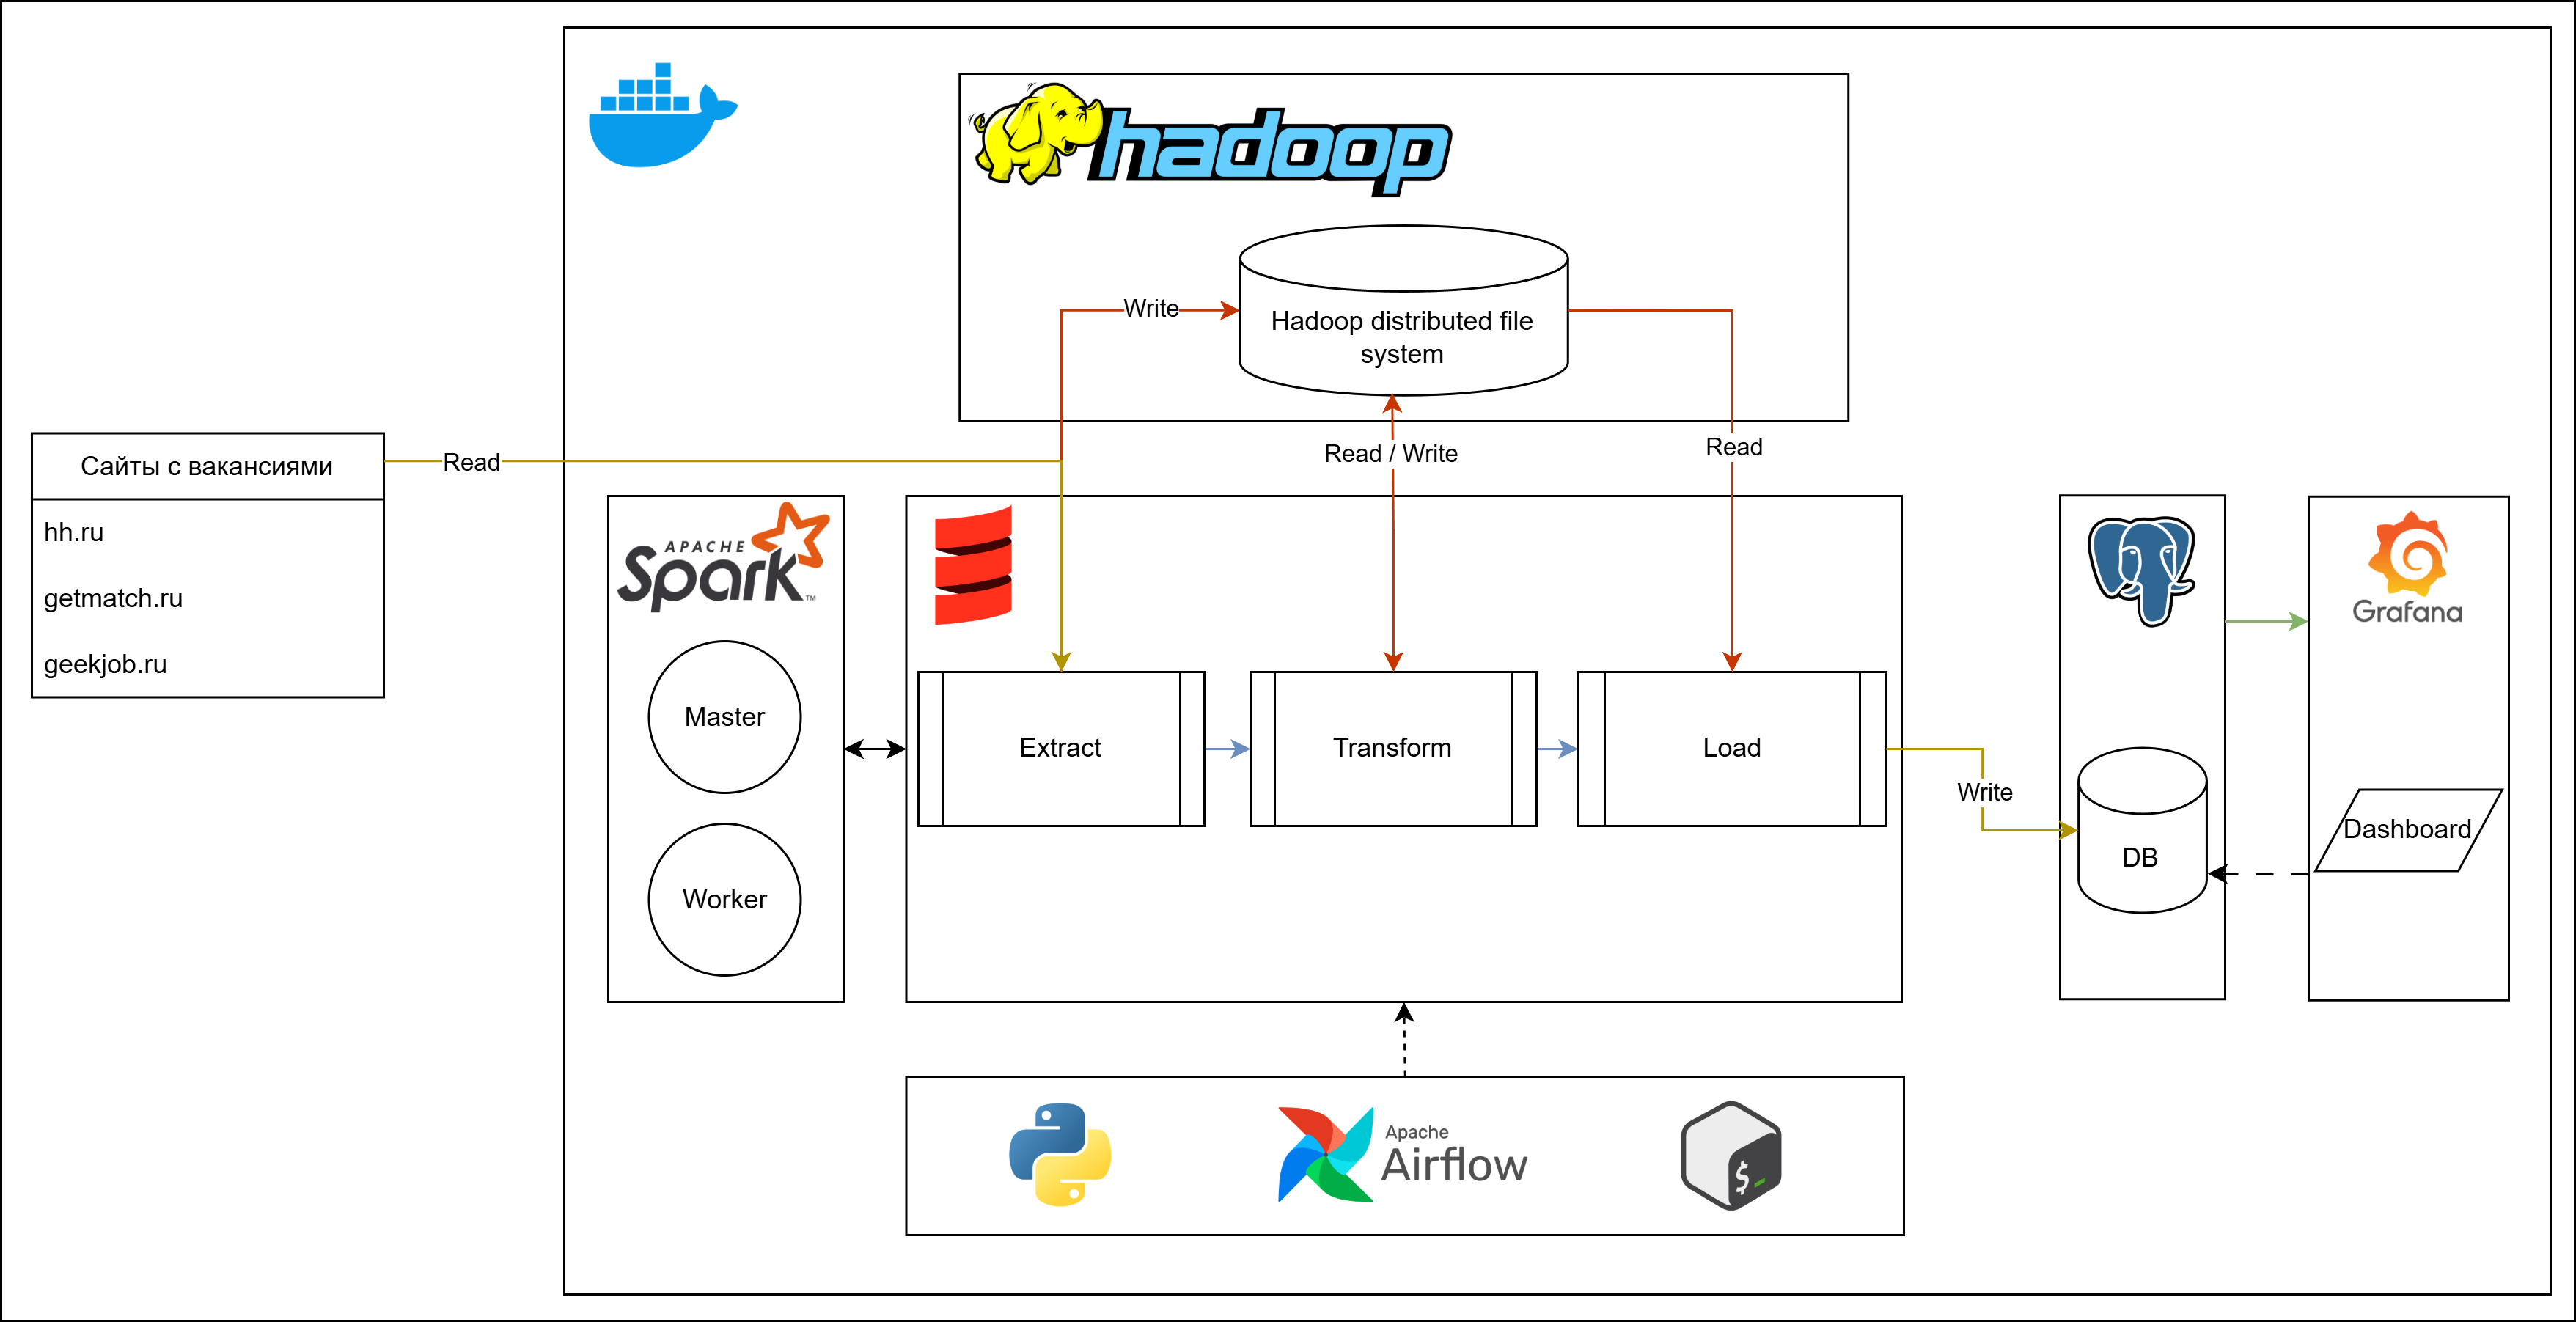 hadoop
Write
Hadoop distributed file
system
Read
Read / Write
Read
Сайты с вакансиями
hh.ru
getmatch.ru
geekjob.ru
APACHE
Spark™
Master
Worker
Extract
Transform
Load
Write
DB
Grafana
Dashboard
Apache
Airflow
$_